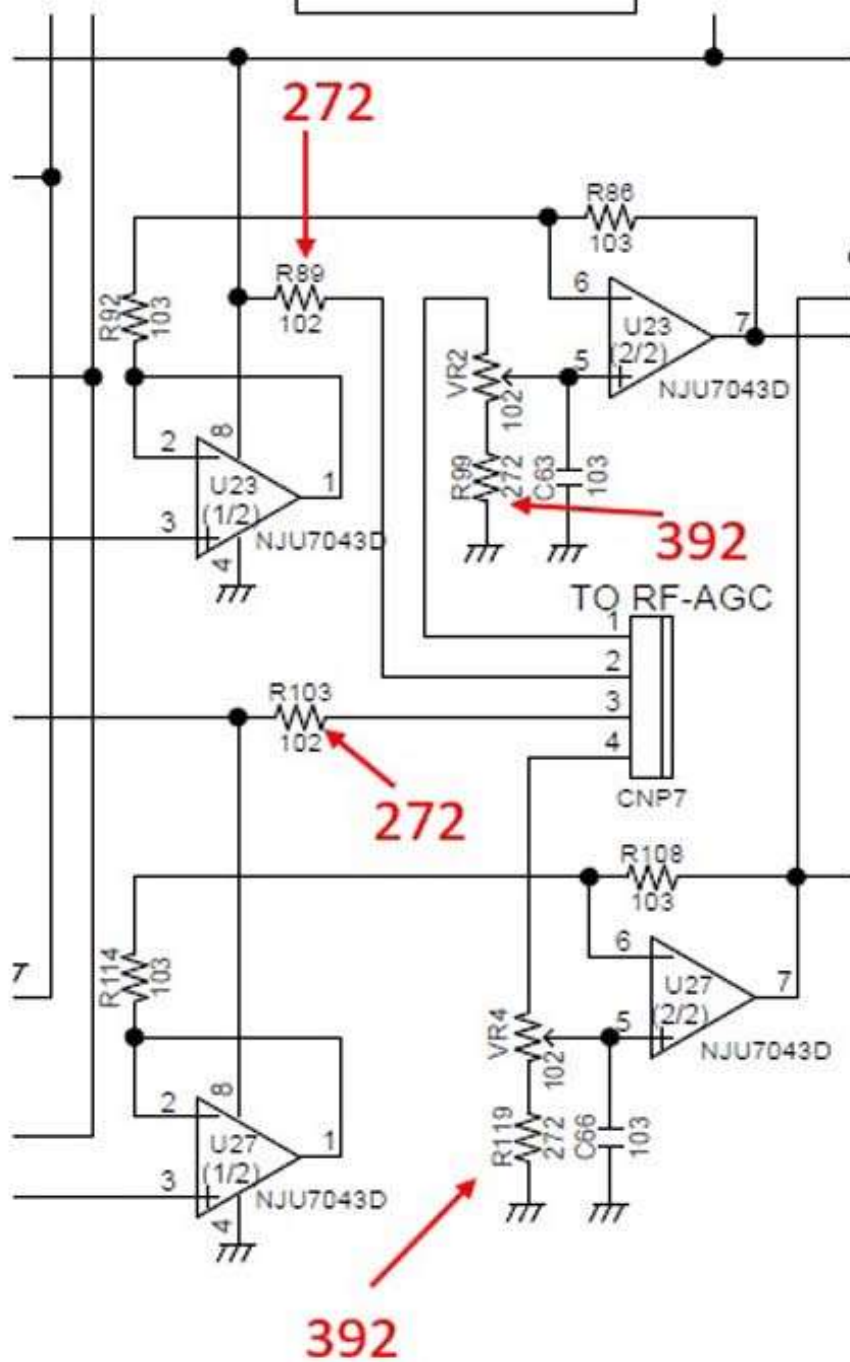 272
R86
103
R89
102
R92
103
6
U23
(2/2)
7
5
NJU7043D
VR2
102
R99
272
C63
103
392
2
8
U23
(1/2)
1
3
4
NJU7043D
TO RF-AGC
1
2
3
4
CNP7
R103
102
272
R108
103
R114
103
6
U27
(2/2)
7
5
NJU7043D
VR4
102
R119
272
C66
103
2
8
U27
(1/2)
1
3
4
NJU7043D
392